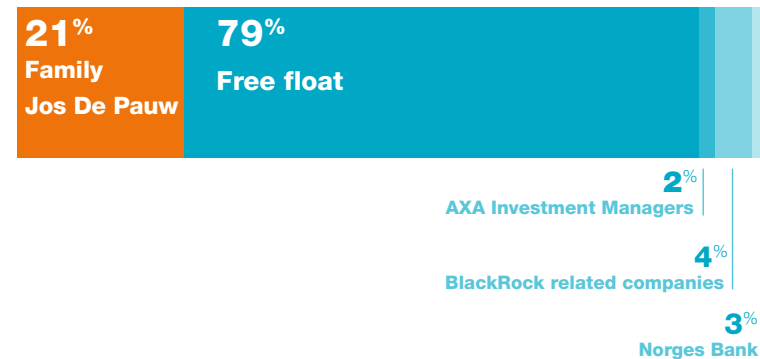 21%
Family
Jos De Pauw
79%
Free float
2%
AXA Investment Managers
4%
BlackRock related companies
3%
Norges Bank